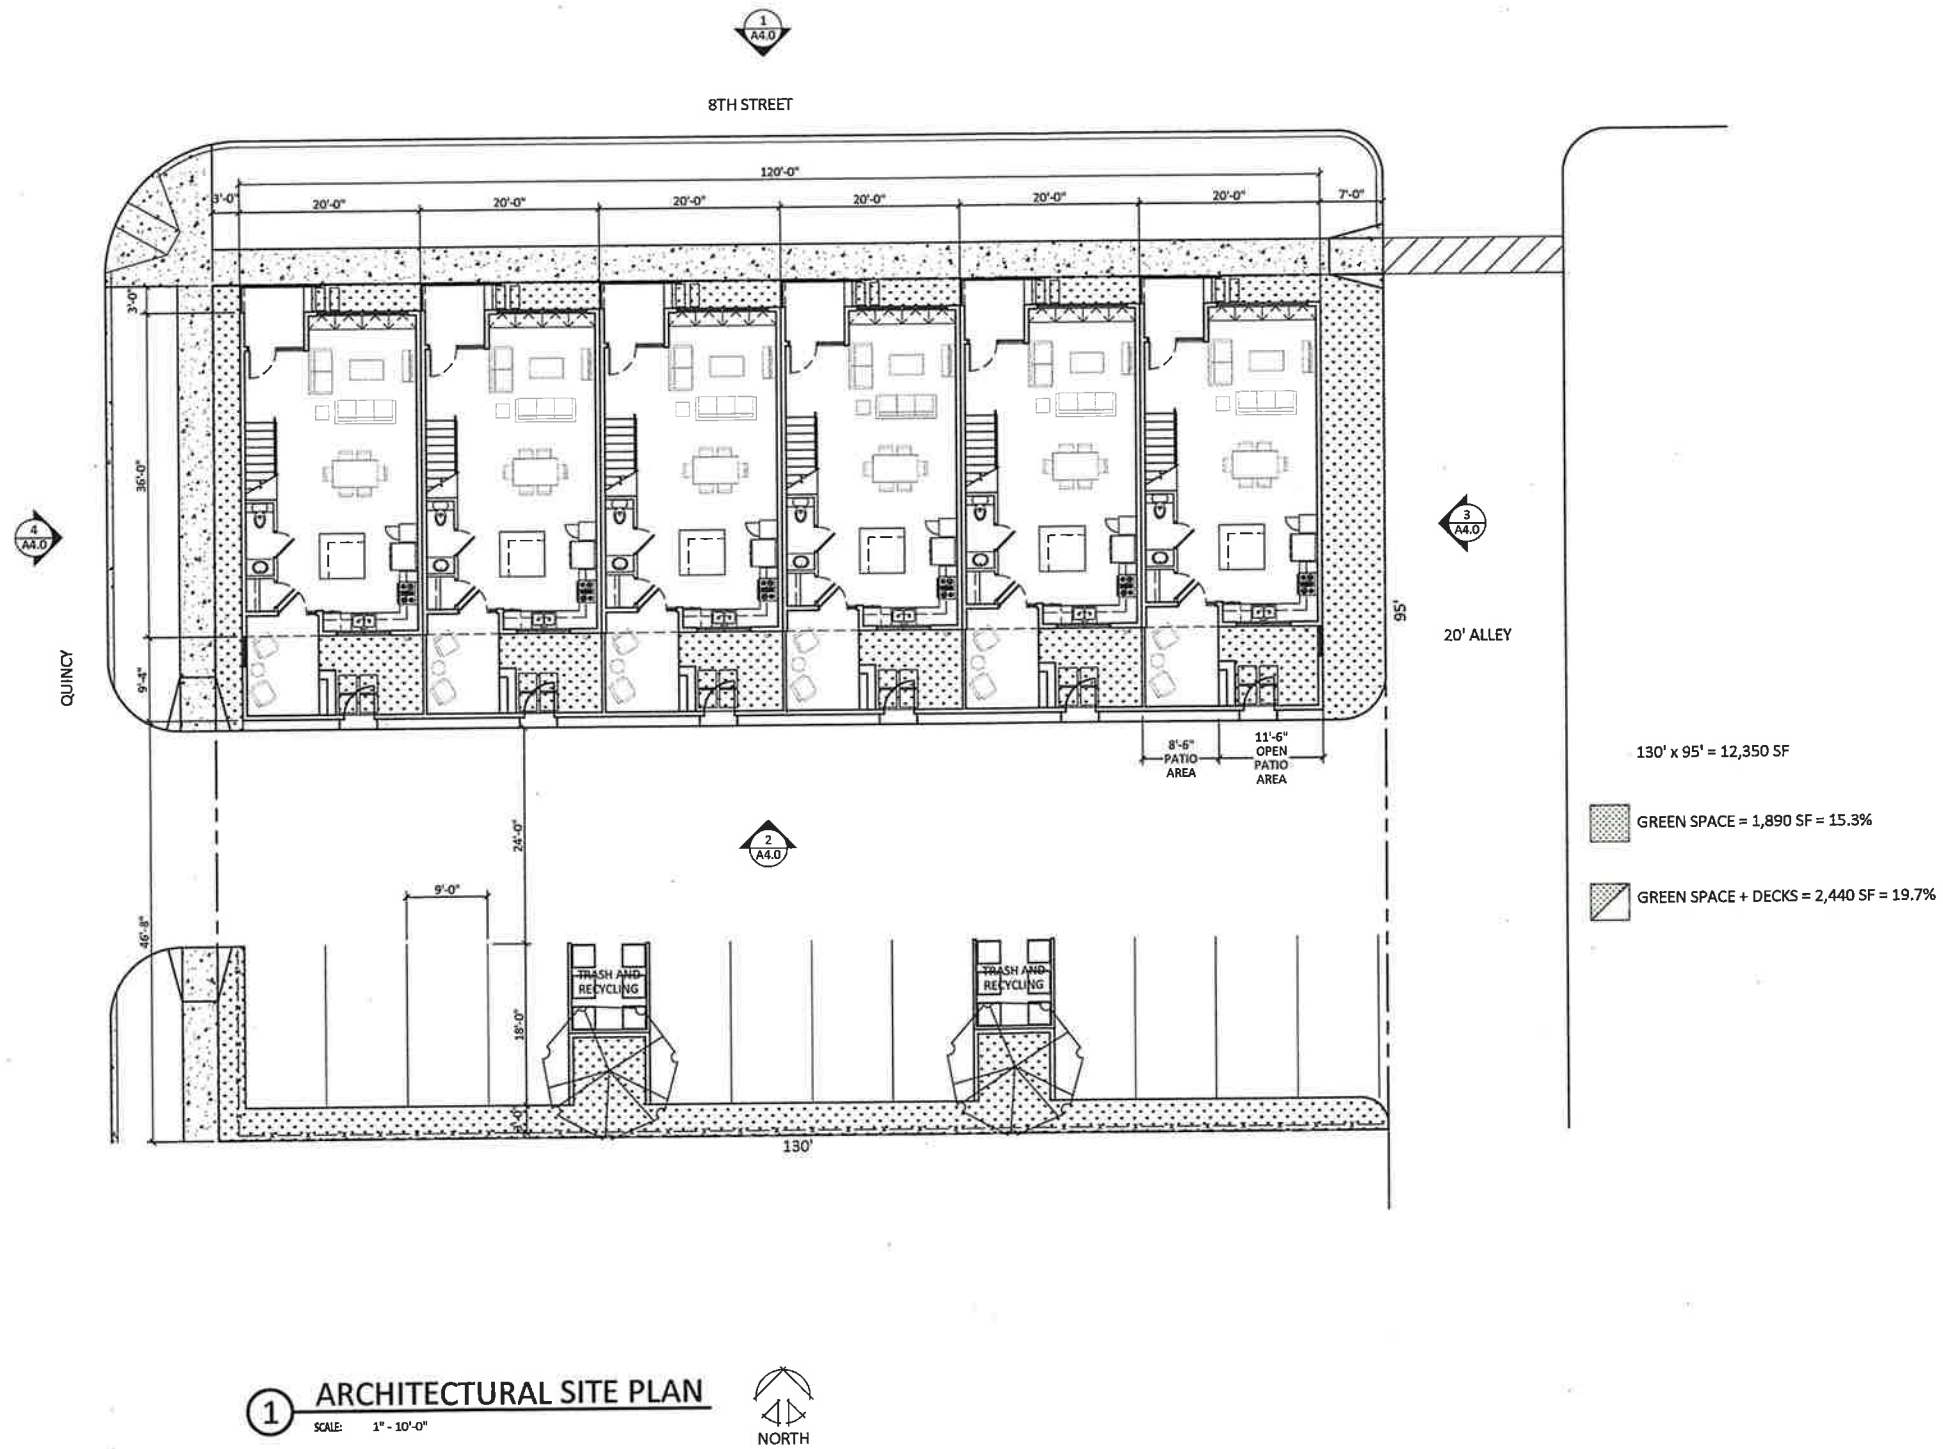 1
A4.0
8TH STREET
120'-0"
3'-0"
20'-0"
20'-0"
20'-0"
20'-0"
20'-0"
20'-0"
7'-0"
3'-0"
36'-0"
9'-4"
4
A4.0
3
A4.0
QUINCY
95'
20' ALLEY
8'-6"
PATIO
AREA
11'-6"
OPEN
PATIO
AREA
130' x 95' = 12,350 SF
GREEN SPACE = 1,890 SF = 15.3%
GREEN SPACE + DECKS = 2,440 SF = 19.7%
24'-0"
2
A4.0
9'-0"
46'-8"
TRASH AND
RECYCLING
TRASH AND
RECYCLING
18'-0"
130'
1
ARCHITECTURAL SITE PLAN
SCALE: 1" - 10'-0"
NORTH